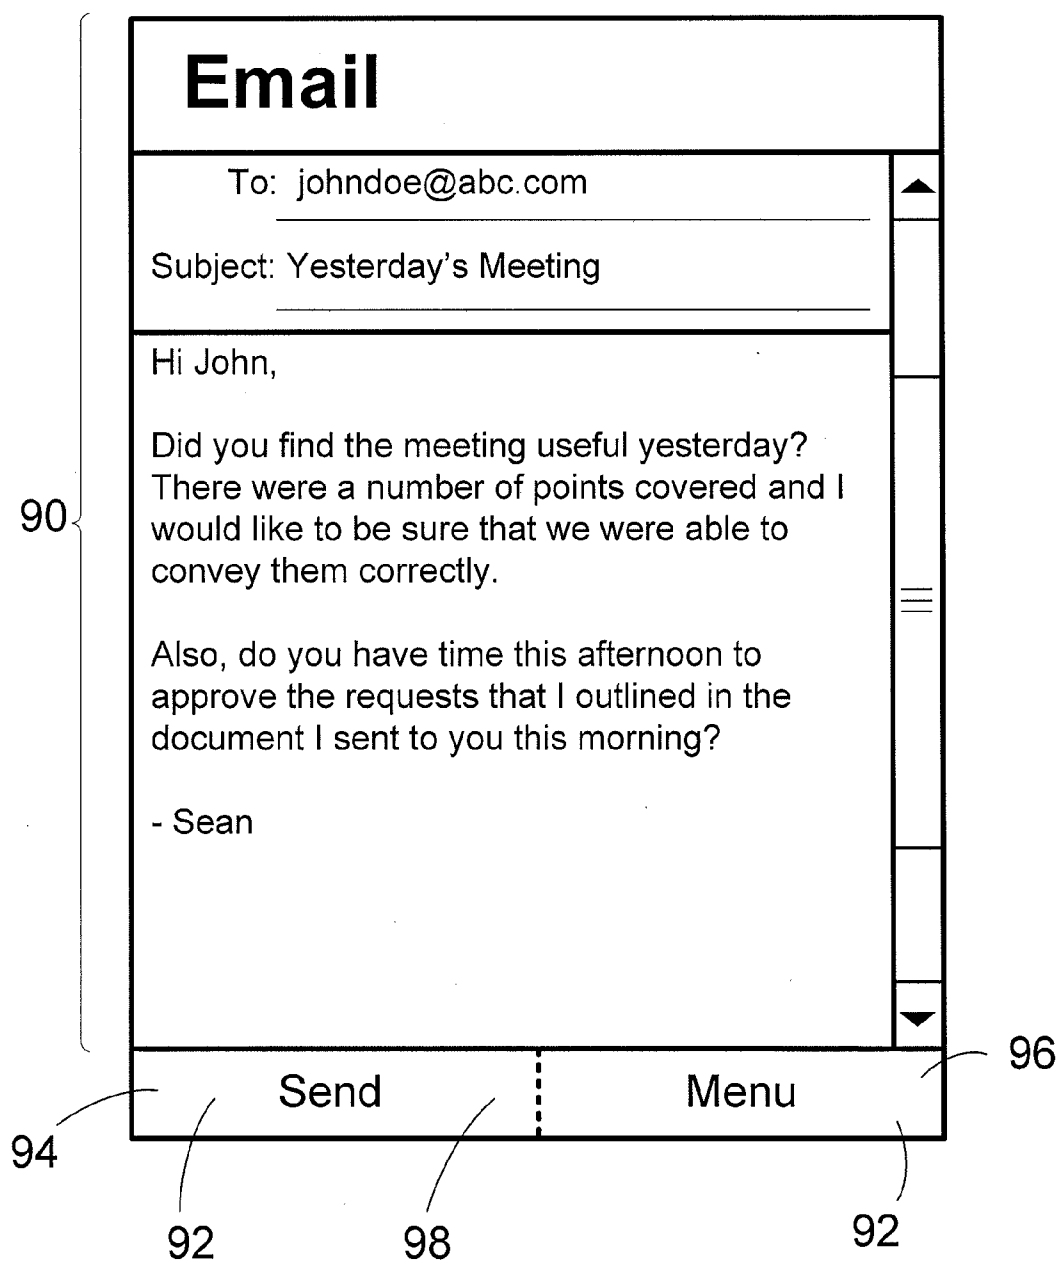 Email
To: johndoe@abc.com
Subject: Yesterday's Meeting
Hi John,
Did you find the meeting useful yesterday?
There were a number of points covered and I
would like to be sure that we were able to
convey them correctly.
90
Also, do you have time this afternoon to
approve the requests that I outlined in the
document I sent to you this morning?
- Sean
Send
Menu
96
94
92
98
92